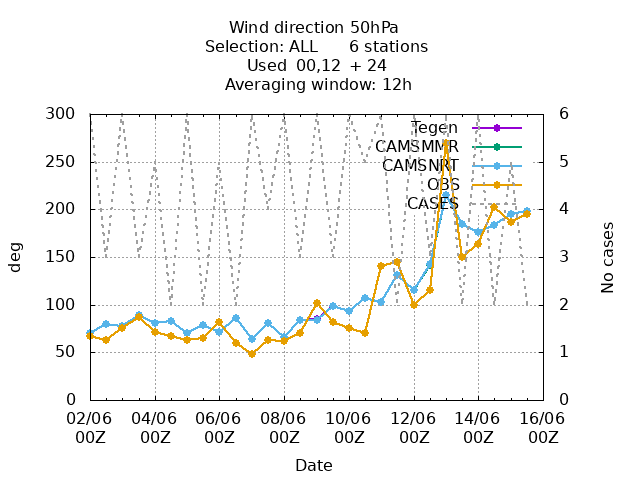 Wind direction 50hPa
Selection: ALL 6 stations
Used 00,12 + 24
Averaging window: 12h
300
250
200
150
100
50
0
deg
6
5
4
3
2
1
0
No cases
Tegen
CAMSMMR
CAMSNRT
OBS
CASES
02/06 04/06 06/06 08/06 10/06 12/06 14/06 16/06
00Z 00Z 00Z 00Z 00Z 00Z 00Z 00Z
Date